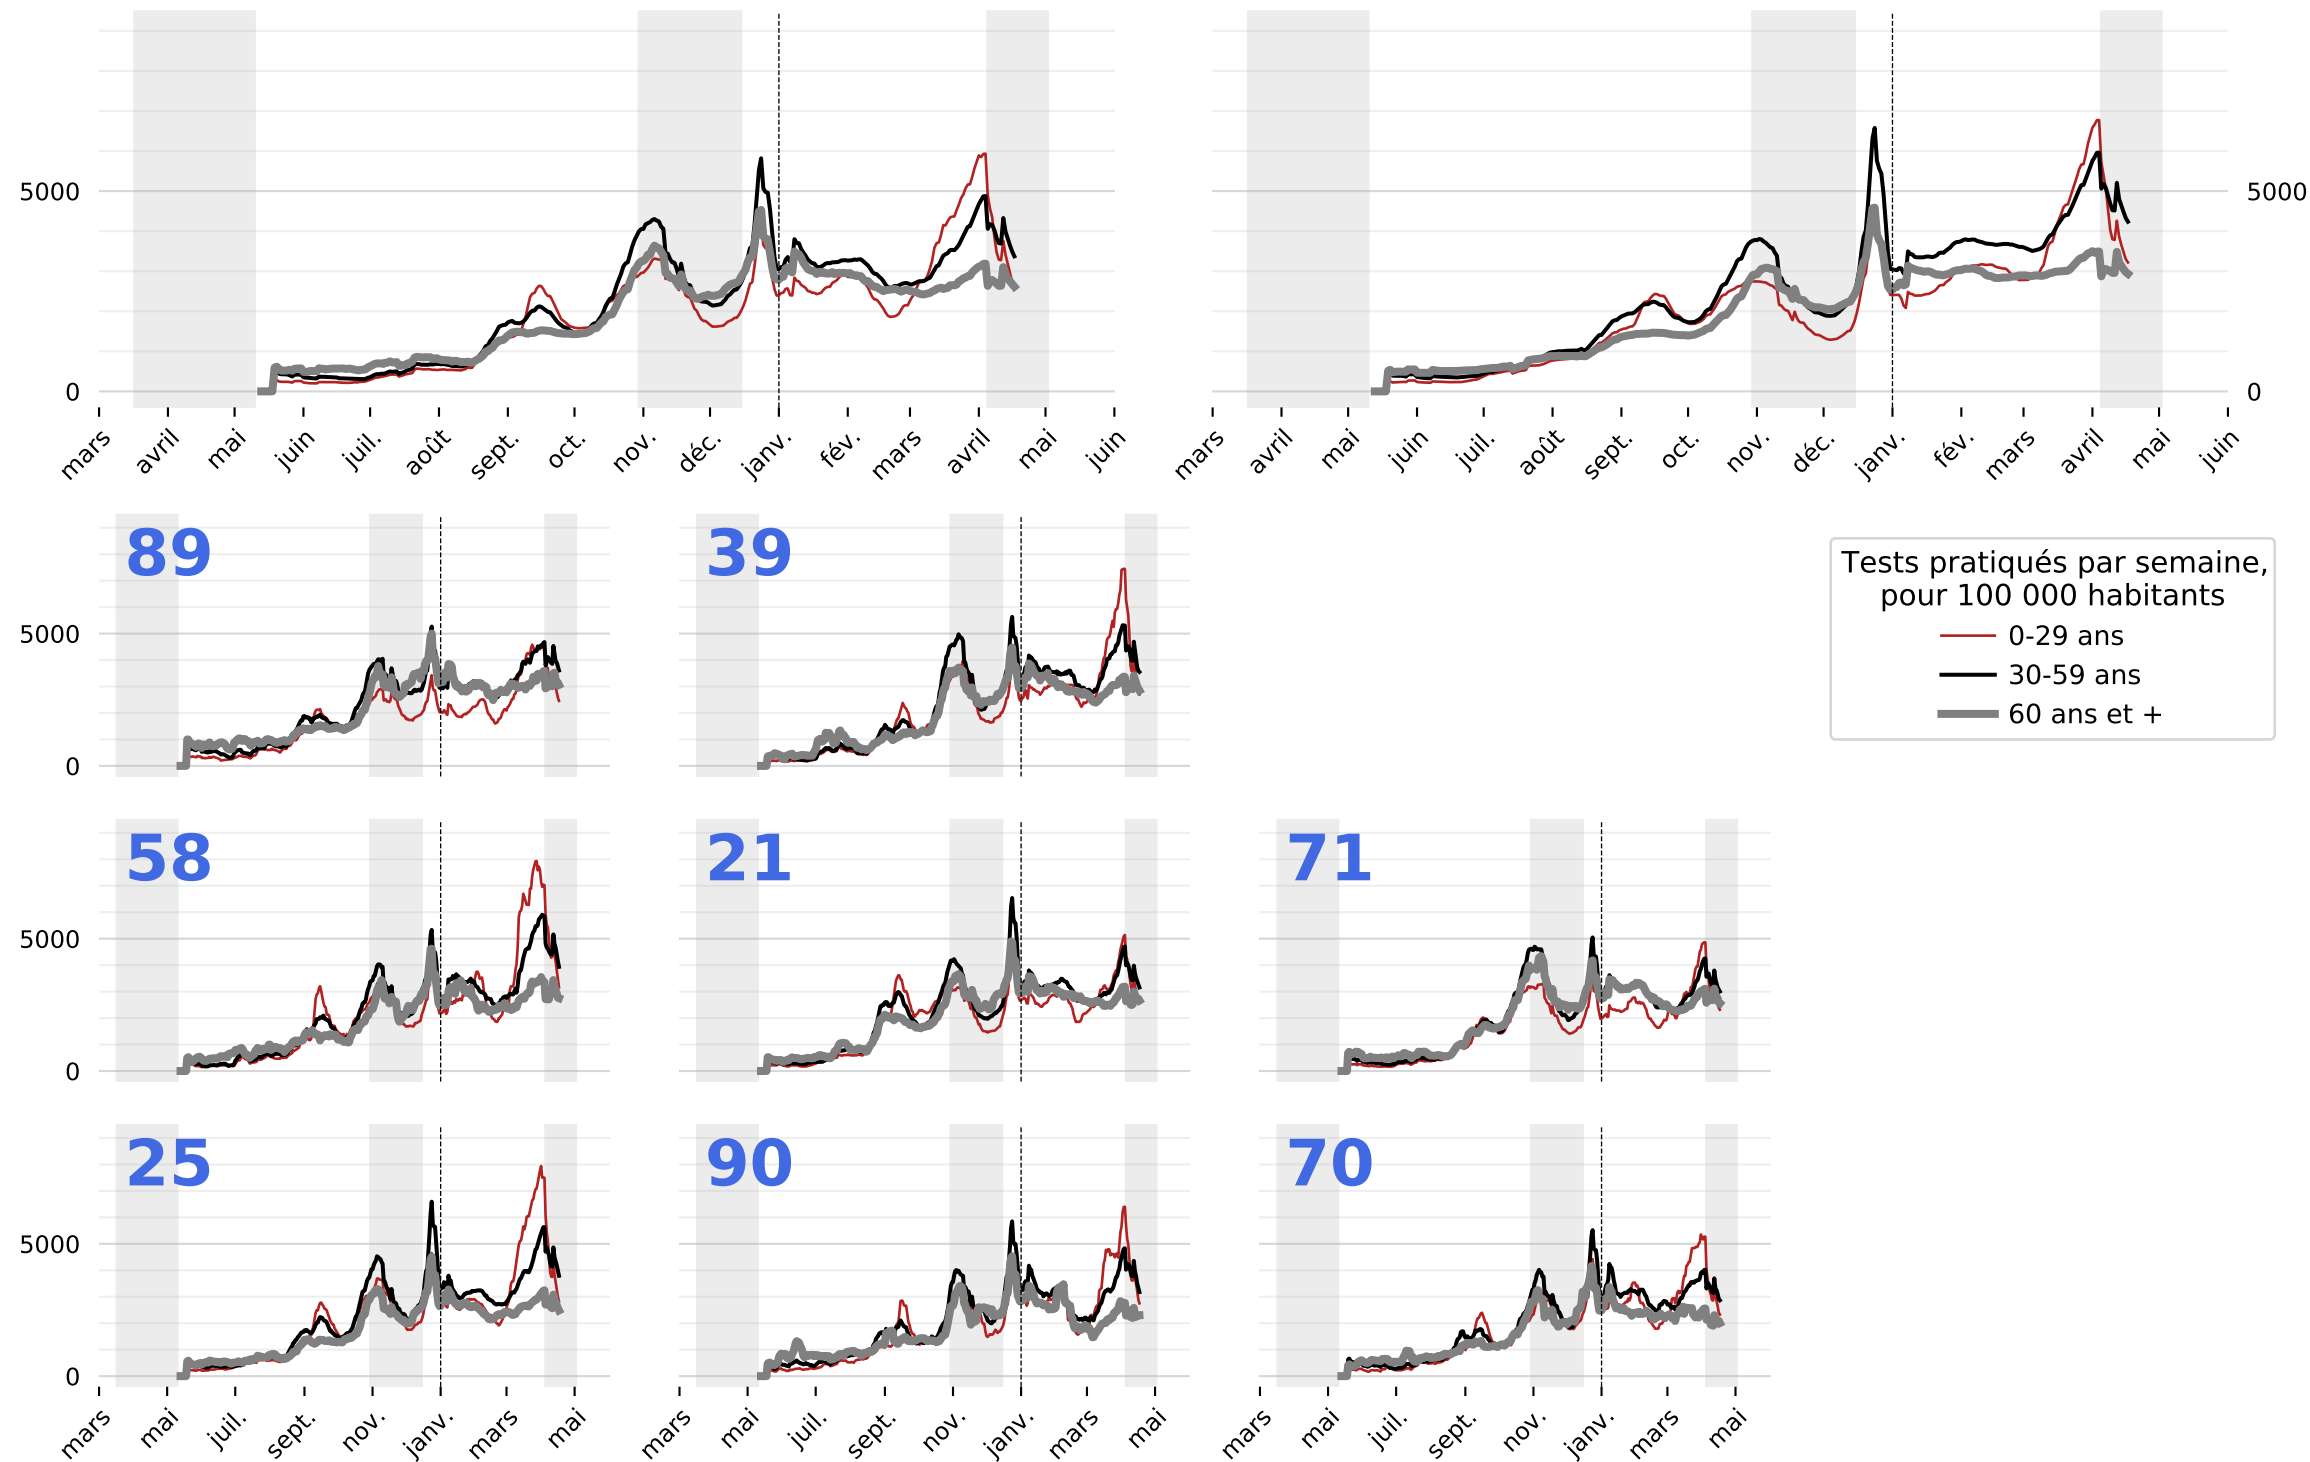 5000
0
mars avril mai juin juil. août sept. oct. nov. déc. janv. fév. mars avril mai juin
5000
0
mars avril mai juin juil. août sept. oct. nov. déc. janv. fév. mars avril mai juin
89
5000
0
39
Tests pratiqués par semaine,
pour 100 000 habitants
0-29 ans
30-59 ans
60 ans et +
58
5000
0
21
71
25
5000
0
mars mai juil. sept. nov. janv. mars mai
90
mars mai juil. sept. nov. janv. mars mai
70
mars mai juil. sept. nov. janv. mars mai